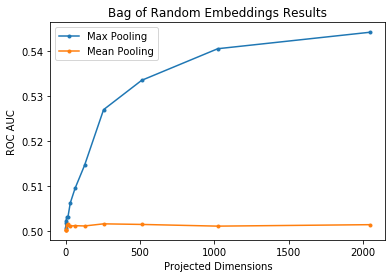 Bag of Random Embeddings Results
Max Pooling
Mean Pooling
ROC AUC
0.54
0.53
0.52
0.51
0.50
0
500
1000
1500
2000
Projected Dimensions